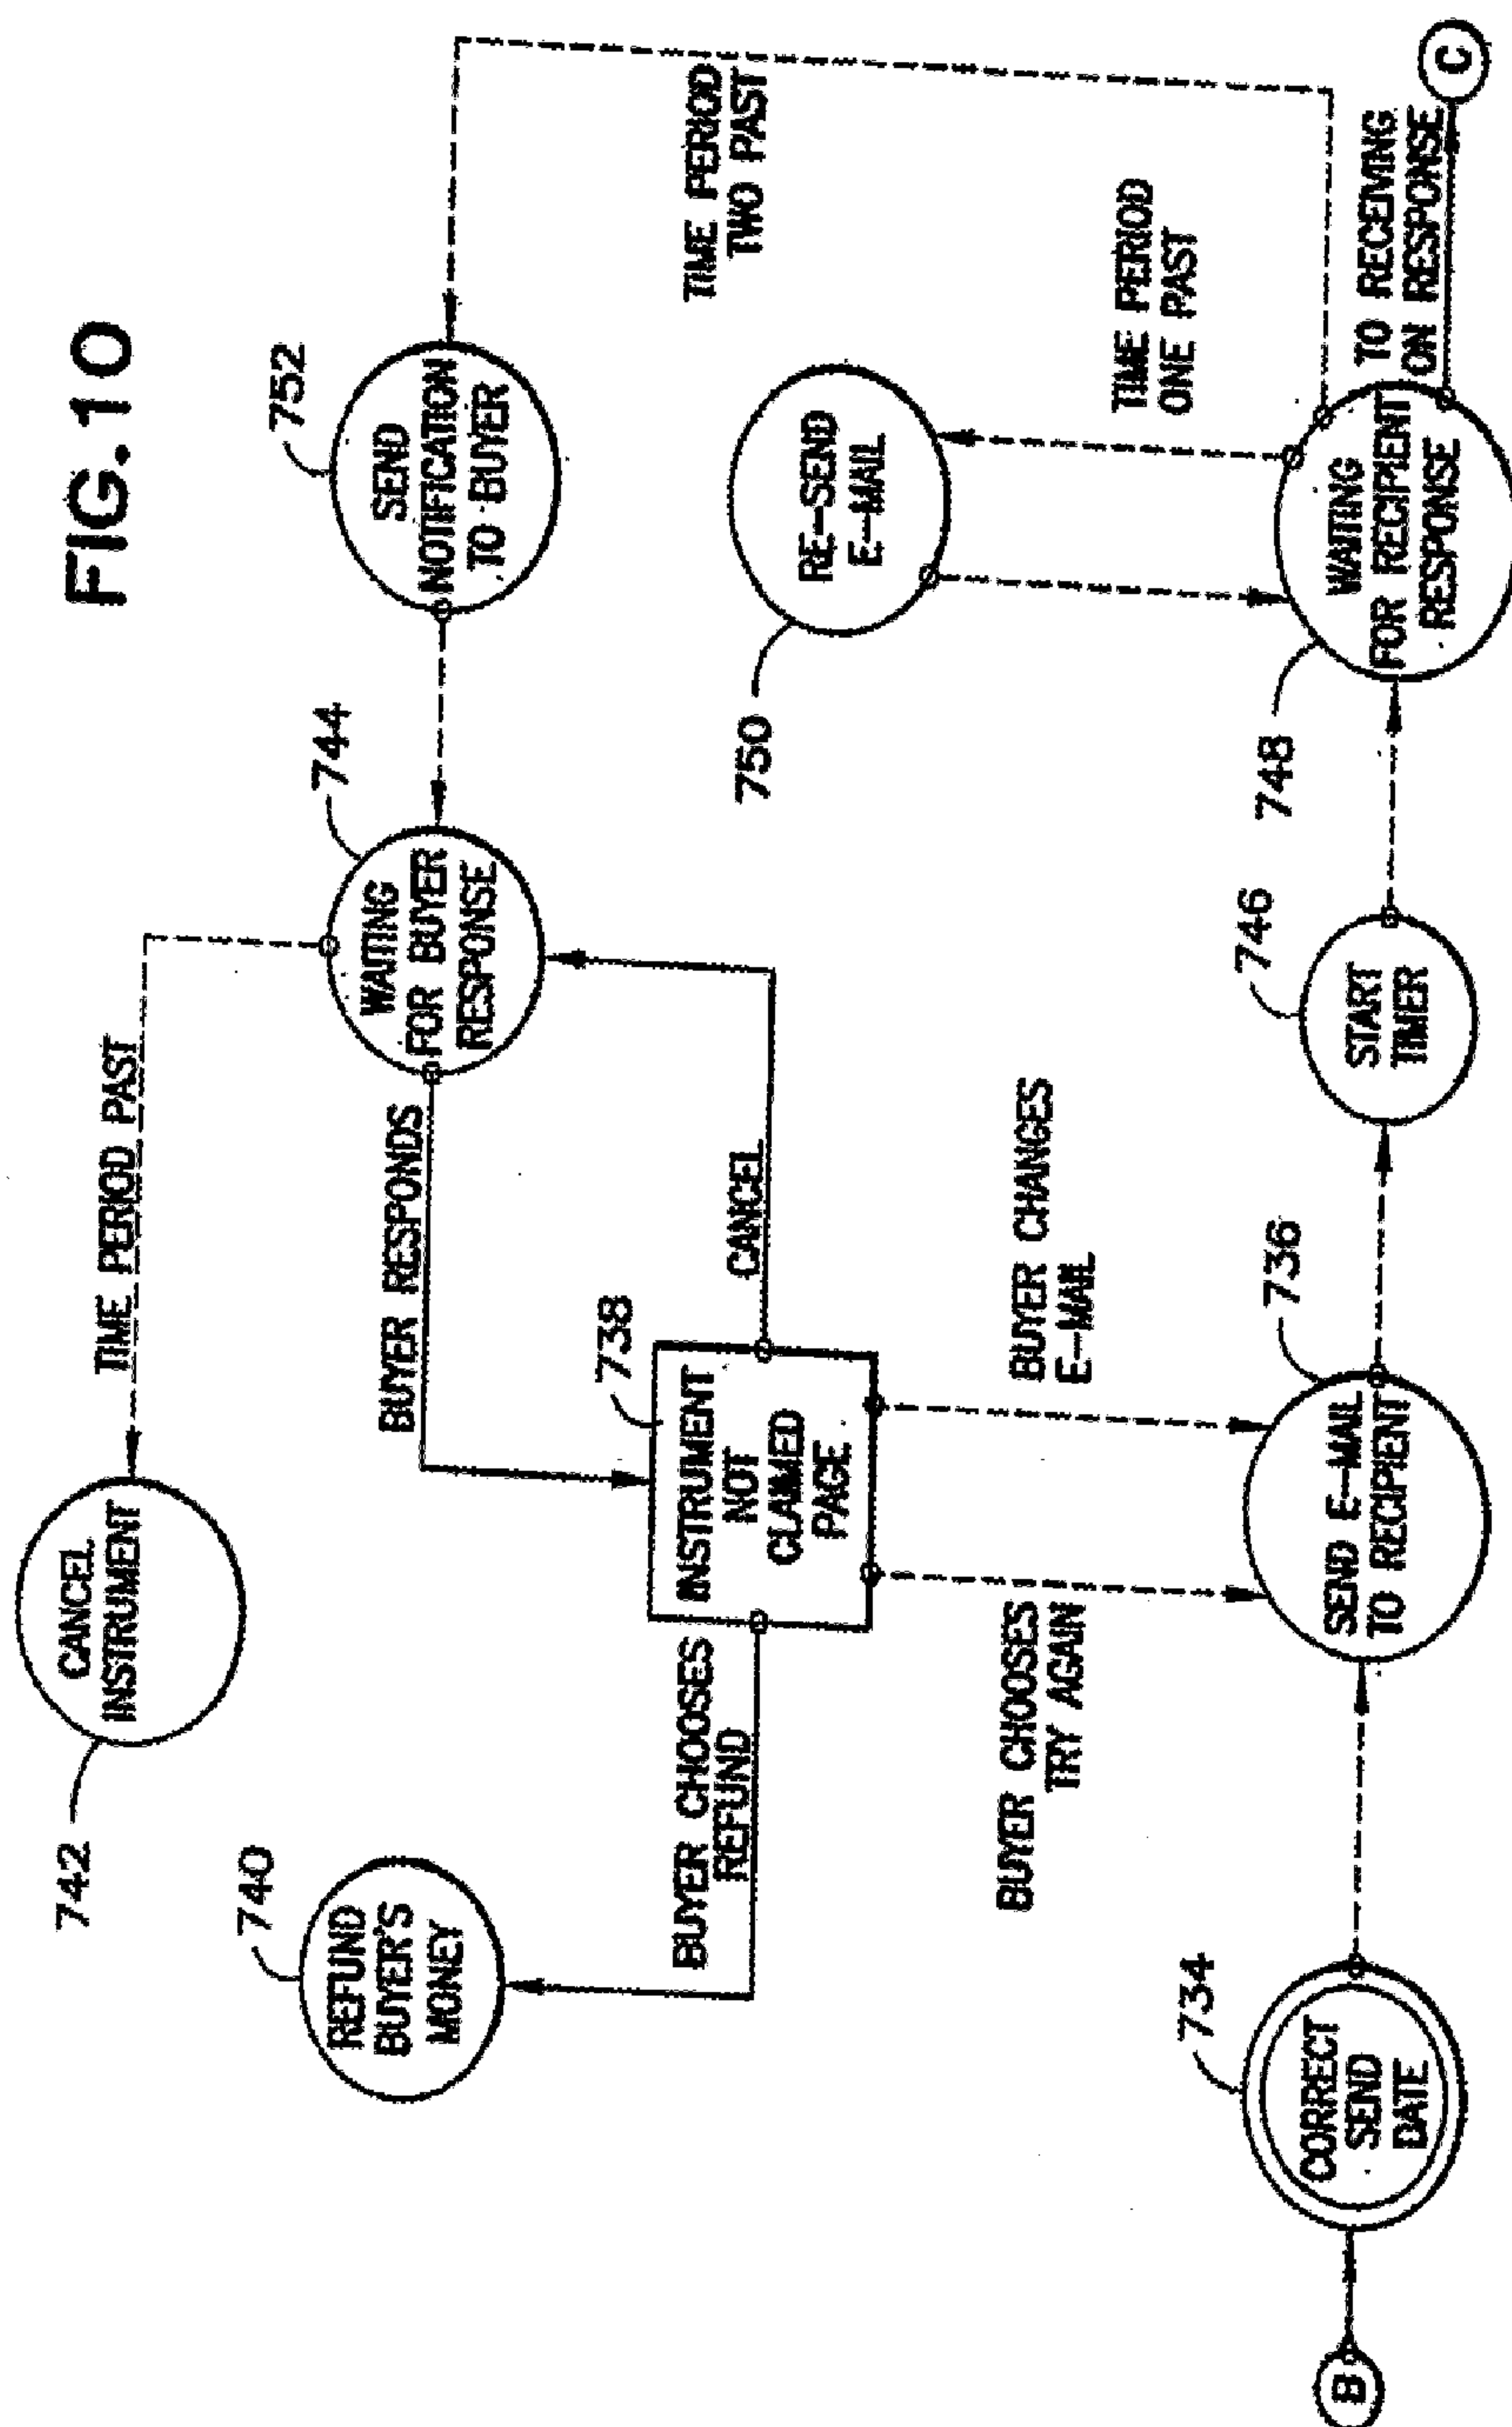 FIG.10
742
CANCEL
INSTRUMENT
TIME PERIOD PAST
744
WAITING
FOR BUYER
RESPONSE
752
SEND
NOTIFICATION
TO BUYER
740
REFUND
BUYER'S
MONEY
BUYER RESPONDS
BUYER CHOOSES
REFUND
738
INSTRUMENT
NOT
CLAIMED
PAGE
CANCEL
TIME PERIOD
TWO PAST
750
RE-SEND
E-MAIL
BUYER CHOOSES
TRY AGAIN
BUYER CHANGES
E-MAIL
TIME PERIOD
ONE PAST
B
734
CORRECT
SEND
DATE
736
SEND E-MAIL
TO RECIPIENT
746
START
TIMER
748
WAITING
FOR RECIPIENT
RESPONSE
TO RECEIVING
ON RESPONSE
C